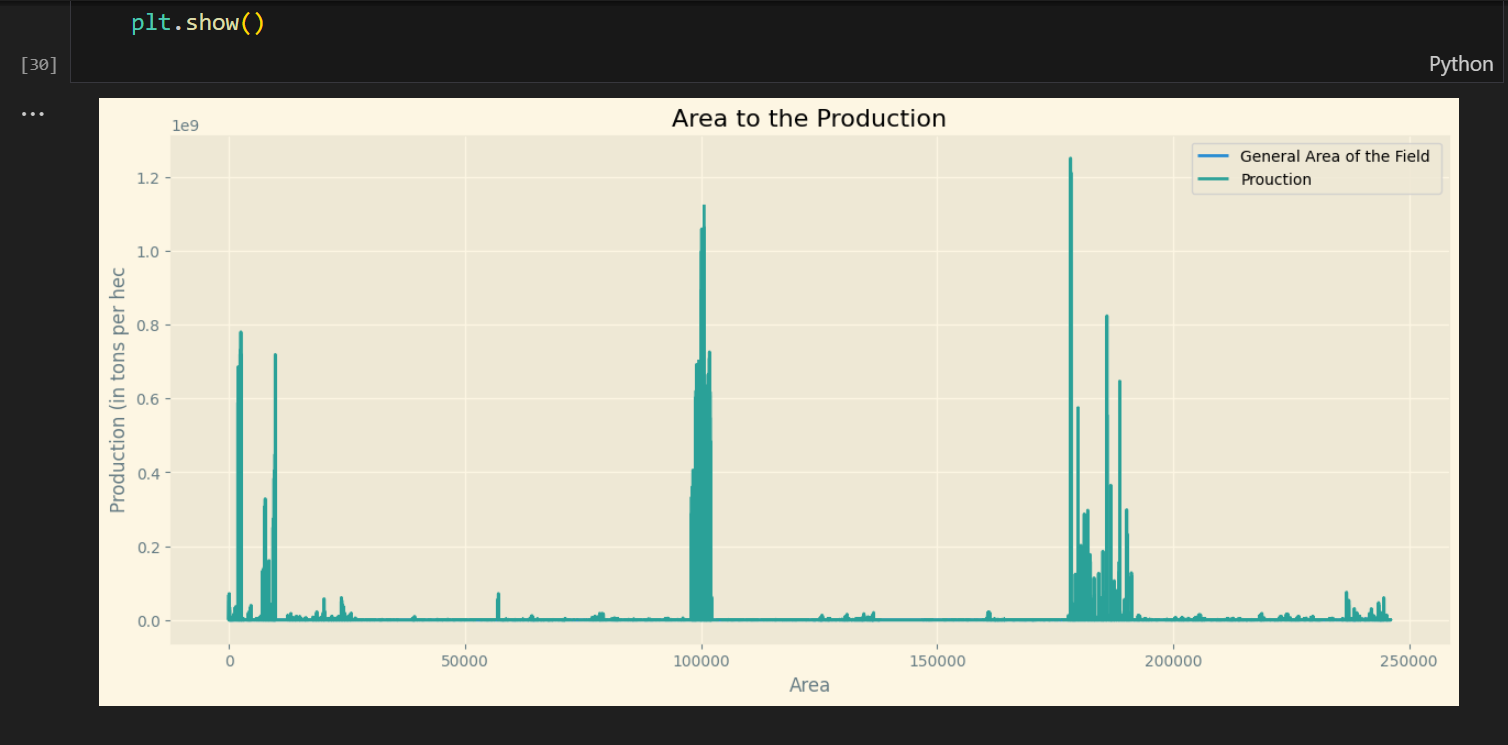 plt.show()
[30]
Python
...
Area to the Production
1e9
General Area of the Field
Prouction
1.2
1.0
0.8
0.6
0.4
0.2
0.0
Production (in tons per hec
0 50000 100000 150000 200000 250000
Area